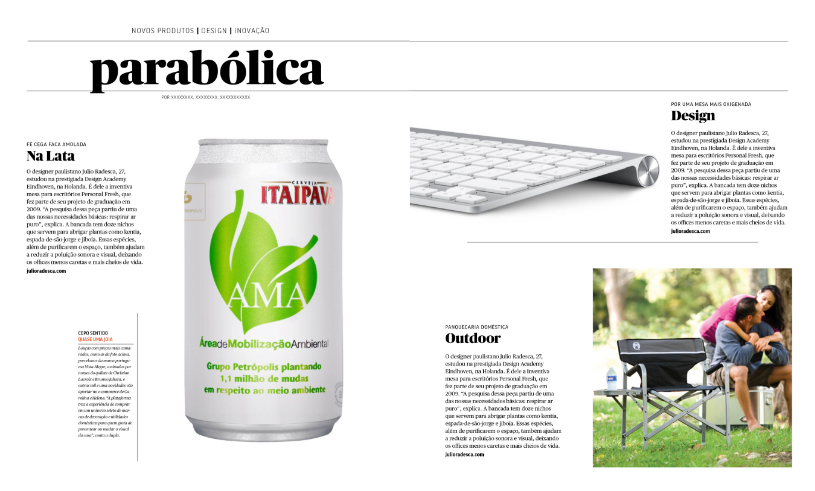 NOVOS PRODUTOS | DESIGN | INOVAÇÃO
parabólica
POR XXXXXXX, XXXXXXXX, XXXXXXXXXXX
FÉ CEGA FACA AMOLADA
Na Lata
O designer paulistano Julio Radesca, 27,
estudou na prestigiada Design Academy
Eindhoven, na Holanda. É dele a inventiva
mesa para escritórios Personal Fresh, que
fez parte de seu projeto de graduação em
2009. "A pesquisa dessa peça partiu de uma
das nossas necessidades básicas: respirar ar
puro", explica. A bancada tem doze nichos
que servem para abrigar plantas como kentia,
espada-de-são-jorge e jiboia. Essas espécies,
além de purificarem o espaço, também ajudam
a reduzir a poluição sonora e visual, deixando
os offices menos caretas e mais cheios de vida.
julioradesca.com
COPO SENTIDO
QUASE UMA JOIA
CERVEJA
ITAIPAVA
AMA
ÁreadeMobilizaçãoAmbiental
Grupo Petrópolis plantando
1,1 milhão de mudas
em respeito ao meio ambiente
POR UMA MESA MAIS OXIGENADA
Design
O designer paulistano Julio Radesca, 27,
estudou na prestigiada Design Academy
Eindhoven, na Holanda. É dele a inventiva
mesa para escritórios Personal Fresh, que
fez parte de seu projeto de graduação em
2009. "A pesquisa dessa peça partiu de uma
das nossas necessidades básicas: respirar ar
puro", explica. A bancada tem doze nichos
que servem para abrigar plantas como kentia,
espada-de-são-jorge e jiboia. Essas espécies,
além de purificarem o espaço, também ajudam
a reduzir a poluição sonora e visual, deixando
os offices menos caretas e mais cheios de vida.
julioradesca.com
PANQUECARIA DOMÉSTICA
Outdoor
O designer paulistano Julio Radesca, 27,
estudou na prestigiada Design Academy
Eindhoven, na Holanda. É dele a inventiva
mesa para escritórios Personal Fresh, que
fez parte de seu projeto de graduação em
2009. "A pesquisa dessa peça partiu de uma
das nossas necessidades básicas: respirar ar
puro", explica. A bancada tem doze nichos
que servem para abrigar plantas como kentia,
espada-de-são-jorge e jiboia. Essas espécies,
além de purificarem o espaço, também ajudam
a reduzir a poluição sonora e visual, deixando
os offices menos caretas e mais cheios de vida.
julioradesca.com